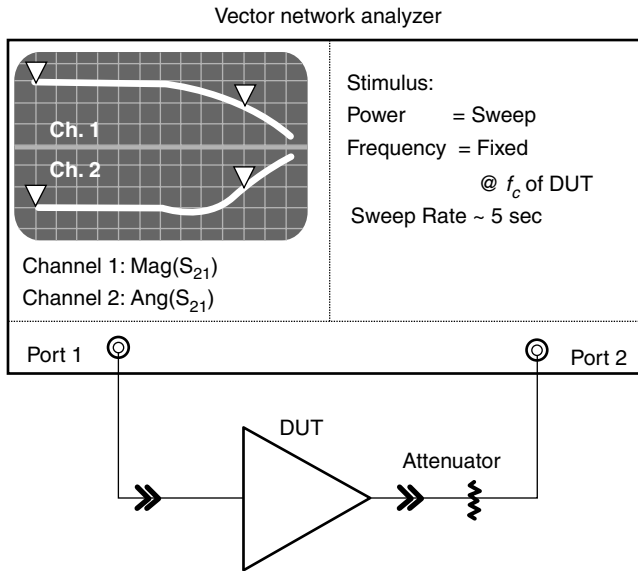 Vector network analyzer
Ch. 1
Ch. 2
Channel 1: Mag(S₂₁)
Channel 2: Ang(S₂₁)
Stimulus:
Power = Sweep
Frequency = Fixed
@ f_c of DUT
Sweep Rate ~ 5 sec
Port 1
Port 2
DUT
Attenuator